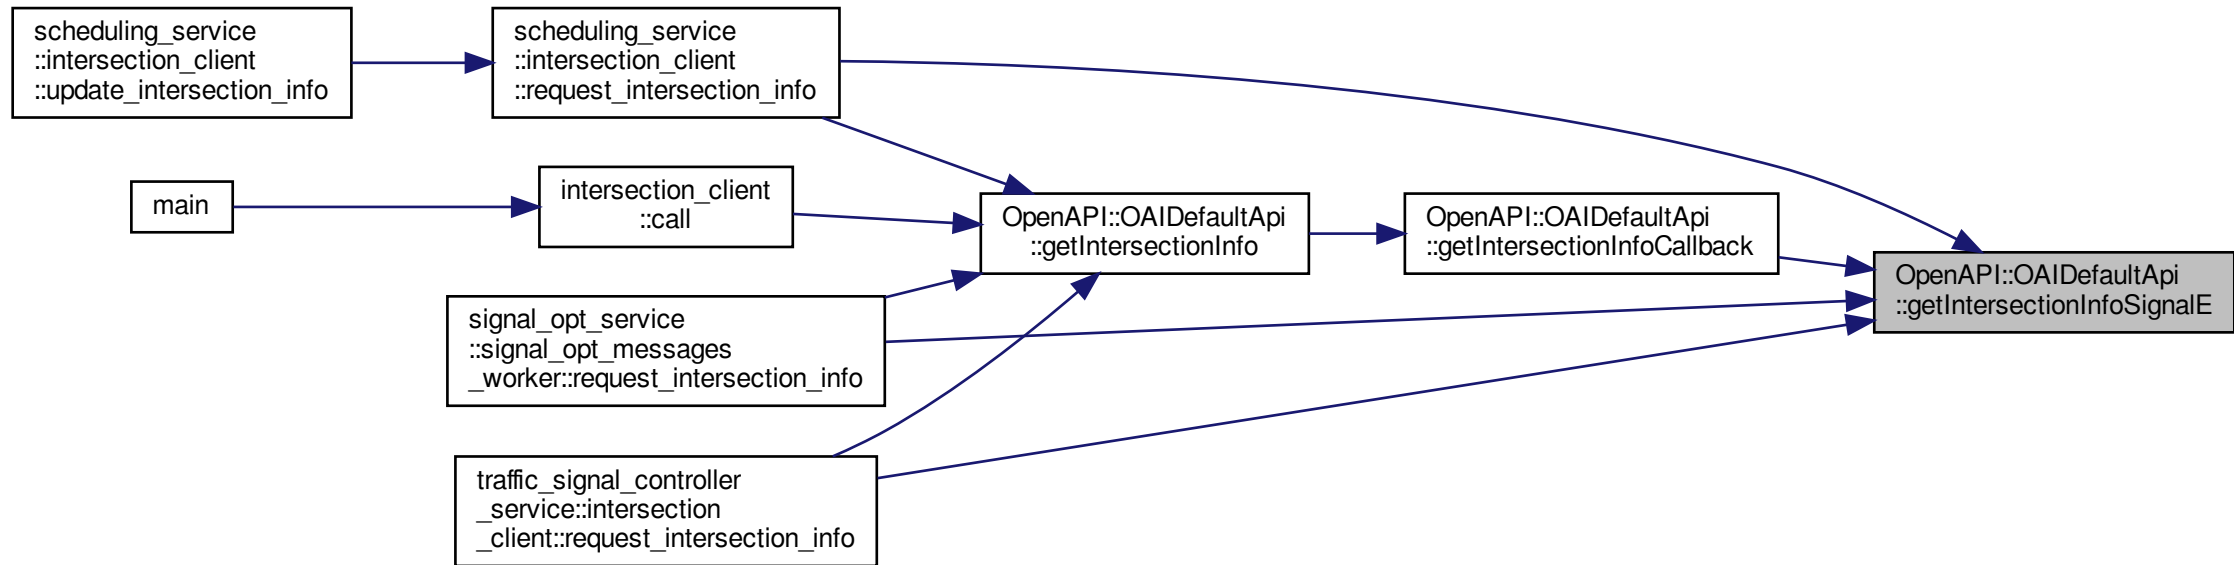 scheduling_service
::intersection_client
::update_intersection_info
scheduling_service
::intersection_client
::request_intersection_info
main
intersection_client
::call
OpenAPI::OAIDefaultApi
::getIntersectionInfo
OpenAPI::OAIDefaultApi
::getIntersectionInfoCallback
OpenAPI::OAIDefaultApi
::getIntersectionInfoSignalE
signal_opt_service
::signal_opt_messages
_worker::request_intersection_info
traffic_signal_controller
_service::intersection
_client::request_intersection_info